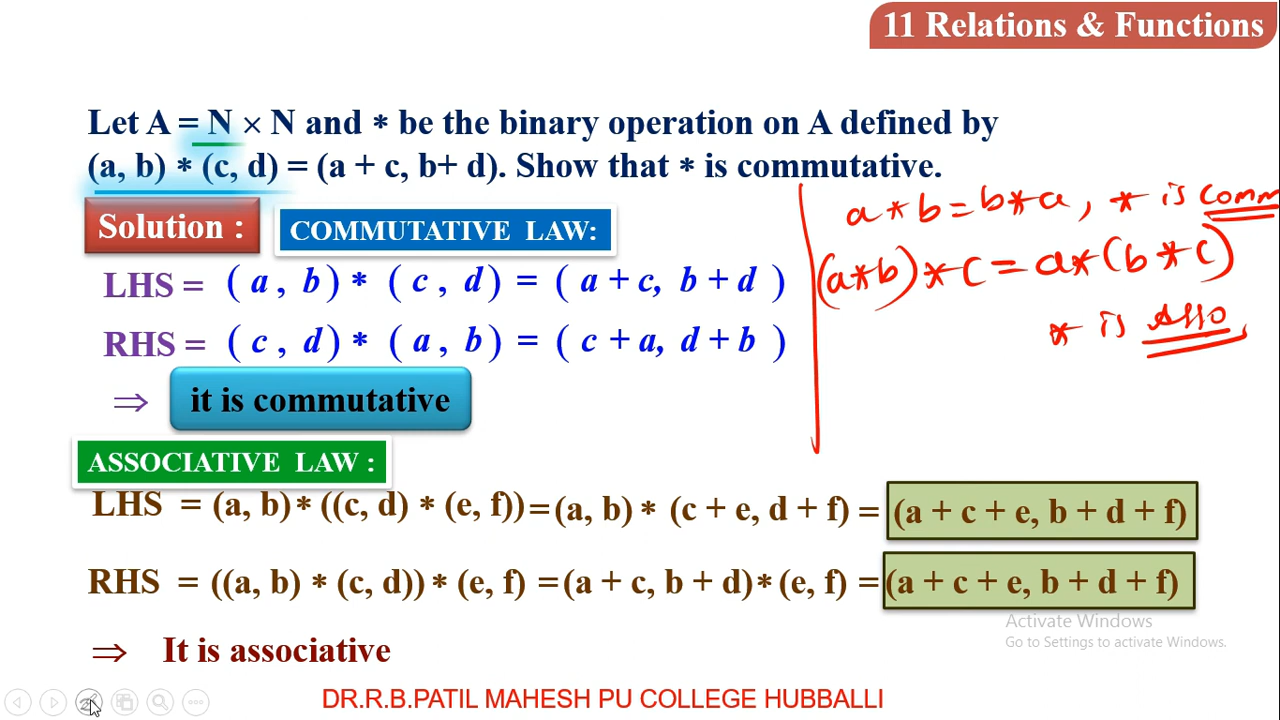 11 Relations & Functions
Let A = N × N and * be the binary operation on A defined by
(a, b) * (c, d) = (a + c, b+ d). Show that * is commutative.
Solution :
COMMUTATIVE LAW:
a * b = b * a , * is comm
LHS = ( a , b ) * ( c , d ) = ( a + c, b + d )
(a*b)*c = a*(b*c)
RHS = ( c , d ) * ( a , b ) = ( c + a, d + b )
* is Asso,
⇒ it is commutative
ASSOCIATIVE LAW :
LHS = (a, b)* ((c, d) * (e, f)) = (a, b) * (c + e, d + f) = (a + c + e, b + d + f)
RHS = ((a, b) * (c, d)) * (e, f) = (a + c, b + d) * (e, f) = (a + c + e, b + d + f)
Activate Windows
Go to Settings to activate Windows.
⇒ It is associative
DR.R.B.PATIL MAHESH PU COLLEGE HUBBALLI